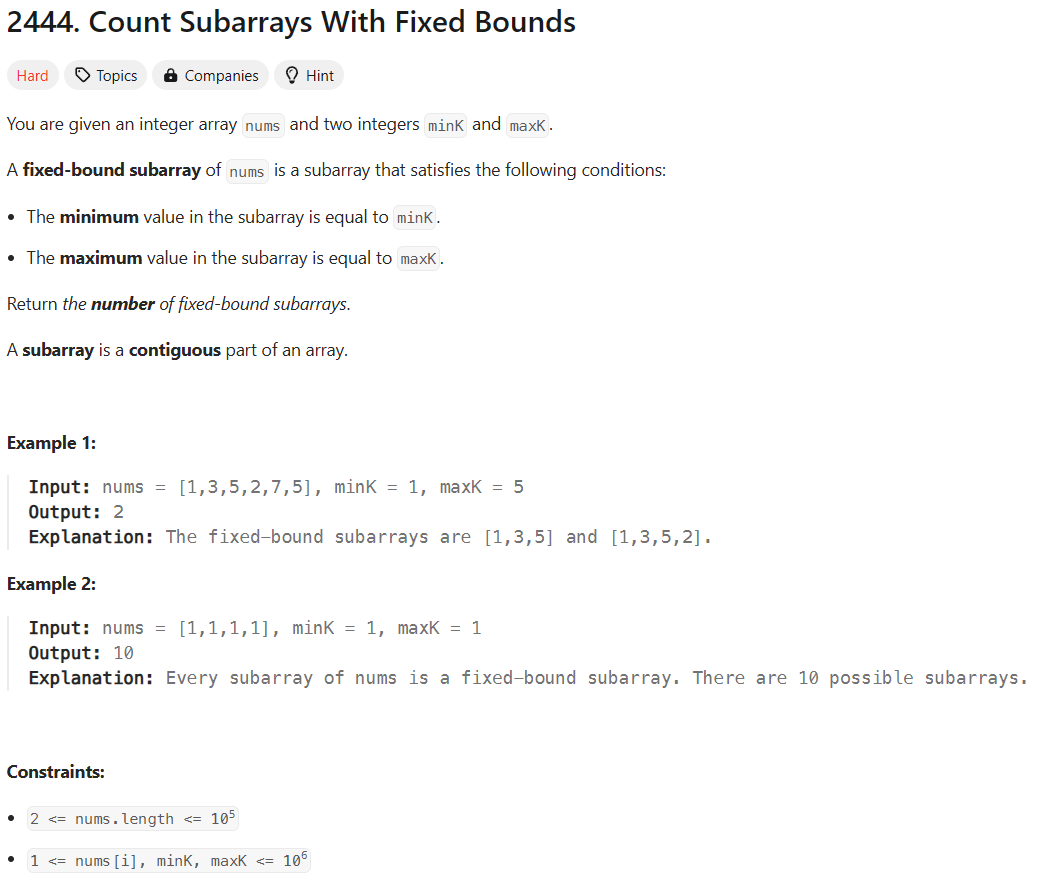 2444. Count Subarrays With Fixed Bounds
Hard Topics Companies Hint
You are given an integer array nums and two integers minK and maxK.
A fixed-bound subarray of nums is a subarray that satisfies the following conditions:
• The minimum value in the subarray is equal to minK.
• The maximum value in the subarray is equal to maxK.
Return the number of fixed-bound subarrays.
A subarray is a contiguous part of an array.
Example 1:
Input: nums = [1,3,5,2,7,5], minK = 1, maxK = 5
Output: 2
Explanation: The fixed-bound subarrays are [1,3,5] and [1,3,5,2].
Example 2:
Input: nums = [1,1,1,1], minK = 1, maxK = 1
Output: 10
Explanation: Every subarray of nums is a fixed-bound subarray. There are 10 possible subarrays.
Constraints:
• 2 <= nums.length <= 10⁵
• 1 <= nums[i], minK, maxK <= 10⁶